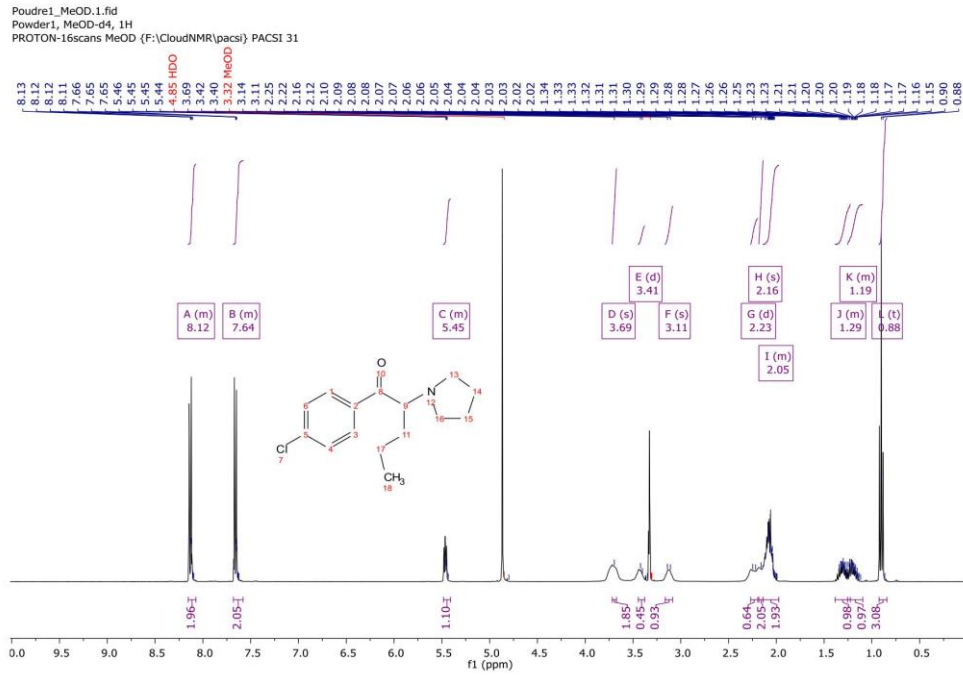 Poudre1_MeOD.1.fid
Powder1, MeOD-d4, 1H
PROTON-16scans MeOD {F:\CloudNMR\pacsi} PACSI 31
8.13 8.12 8.12 8.11 7.66 7.65 7.65 5.46 5.45 5.45 5.44 4.85 HDO 3.69 3.42 3.40 3.32 MeOD 3.14 3.11 2.25 2.16 2.12 2.10 2.09 2.08 2.08 2.07 2.07 2.06 2.06 2.05 2.04 2.04 2.04 2.03 2.03 2.02 2.02 1.34 1.33 1.33 1.32 1.31 1.31 1.30 1.29 1.29 1.28 1.28 1.27 1.23 1.23 1.23 1.21 1.21 1.20 1.20 1.20 1.19 1.18 1.18 1.17 1.17 1.16 1.15 0.90 0.88
E (d)
3.41
H (s)
2.16
K (m)
1.19
A (m)
8.12
B (m)
7.64
C (m)
5.45
D (s)
3.69
F (s)
3.11
G (d)
2.23
J (m)
1.29
(t)
0.88
I (m)
2.05
O
10
13
1
8
N
14
6
2
9
12
5
3
16
15
Cl
7
4
11
17
CH3
18
1.96
2.05
1.10
1.85
0.45
0.93
0.64
2.05
1.93
0.98
0.97
3.08
0.0 9.5 9.0 8.5 8.0 7.5 7.0 6.5 6.0 5.5 5.0 4.5 4.0 3.5 3.0 2.5 2.0 1.5 1.0 0.5 0.0
f1 (ppm)